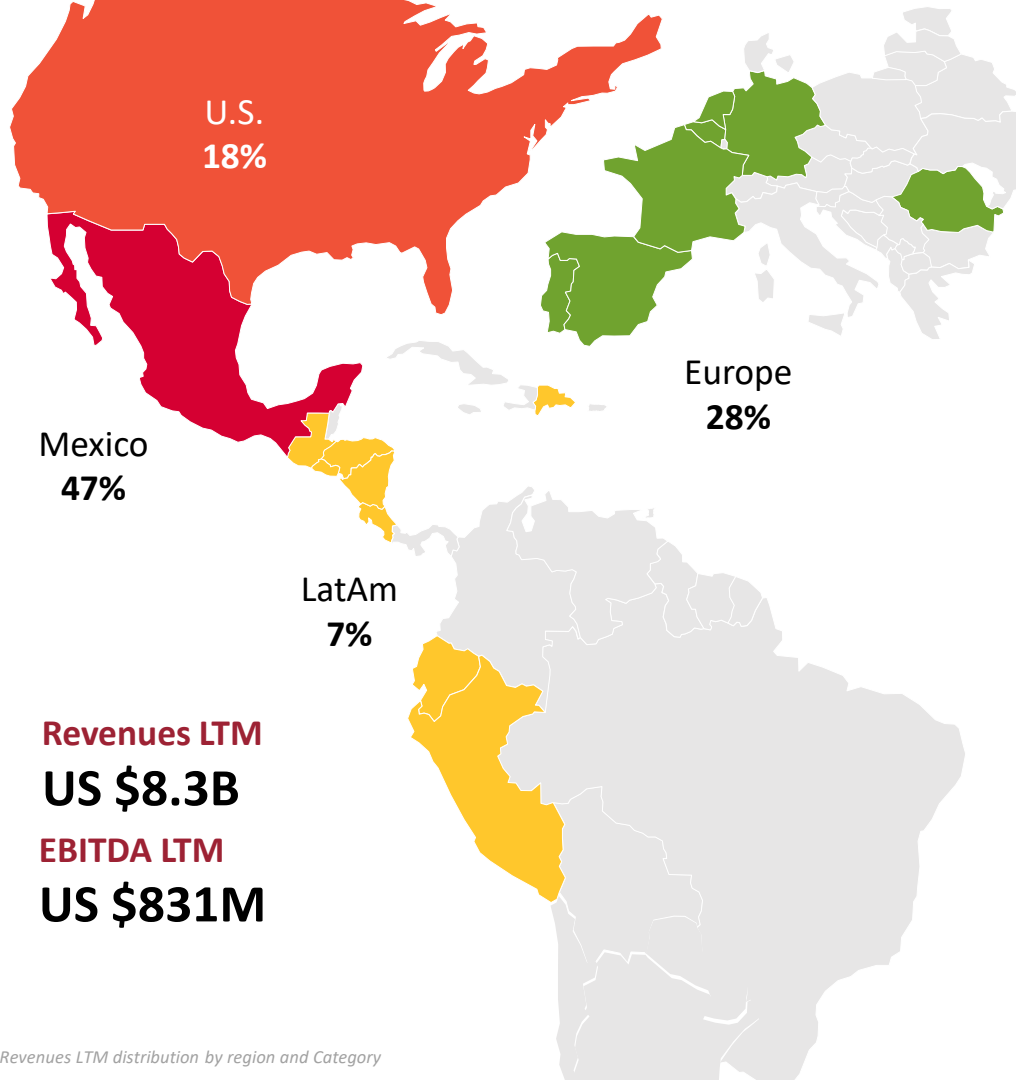 U.S.
18%
Europe
28%
Mexico
47%
LatAm
7%
Revenues LTM
US $8.3B
EBITDA LTM
US $831M
Revenues LTM distribution by region and Category